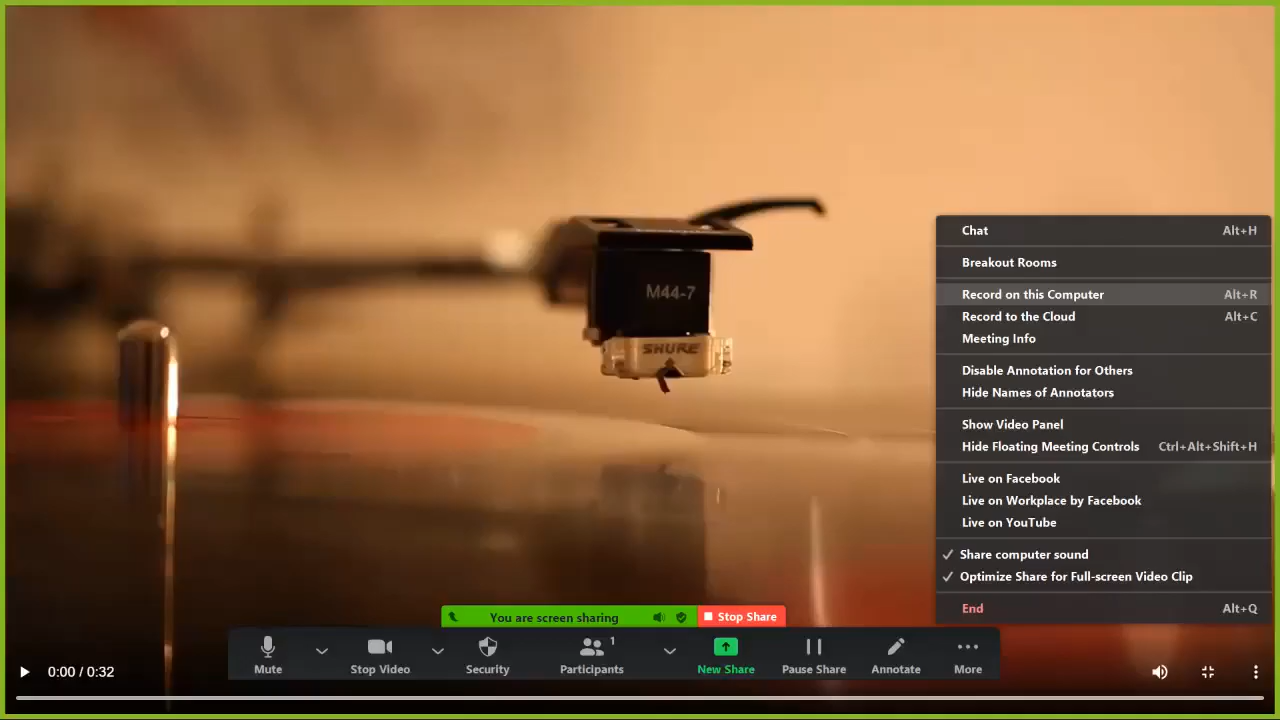 M44-7
SHURE
Chat Alt+H
Breakout Rooms
Record on this Computer Alt+R
Record to the Cloud Alt+C
Meeting Info
Disable Annotation for Others
Hide Names of Annotators
Show Video Panel
Hide Floating Meeting Controls Ctrl+Alt+Shift+H
Live on Facebook
Live on Workplace by Facebook
Live on YouTube
Share computer sound
Optimize Share for Full-screen Video Clip
End Alt+Q
You are screen sharing Stop Share
Mute Stop Video Security Participants 1 New Share Pause Share Annotate More
0:00 / 0:32